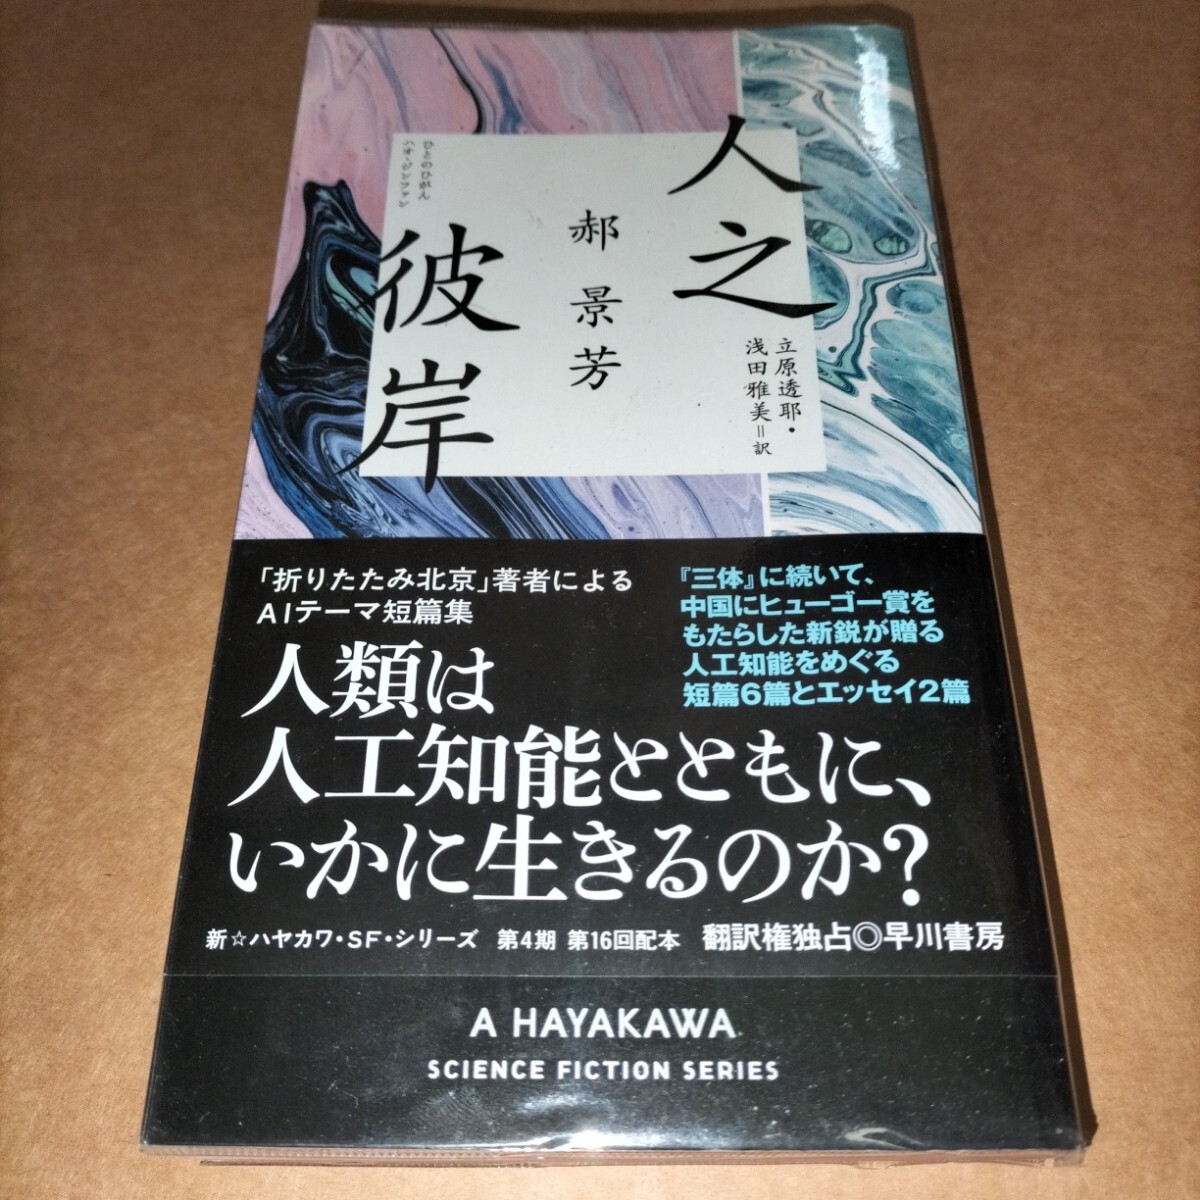 人之
彼岸
ひとのひがん
ハオ・ジンファン
郝景芳
立原透耶・
浅田雅美＝訳
「折りたたみ北京」著者による
AIテーマ短篇集
『三体』に続いて、
中国にヒューゴー賞を
もたらした新鋭が贈る
人工知能をめぐる
短篇6篇とエッセイ2篇
人類は
人工知能とともに、
いかに生きるのか?
新☆ハヤカワ・SF・シリーズ 第4期 第16回配本 翻訳権独占◎早川書房
A HAYAKAWA
SCIENCE FICTION SERIES